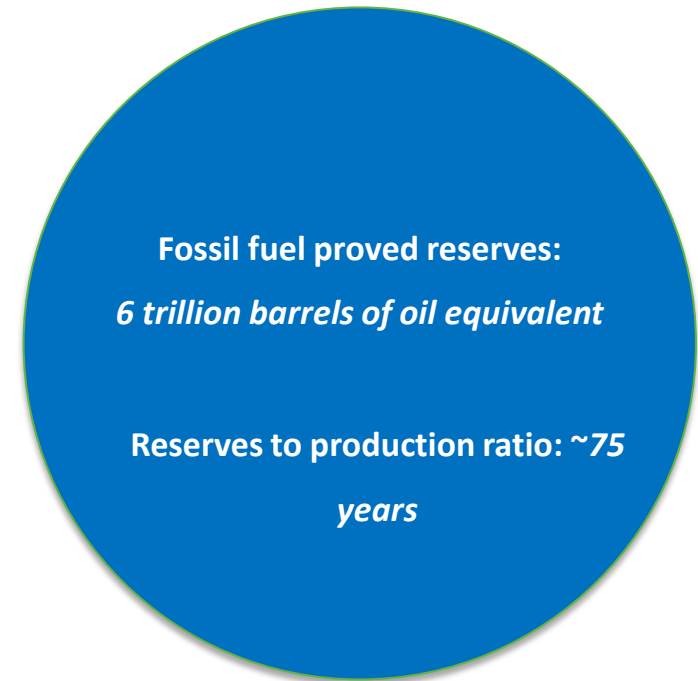 Fossil fuel proved reserves:
6 trillion barrels of oil equivalent
Reserves to production ratio: ~75
years